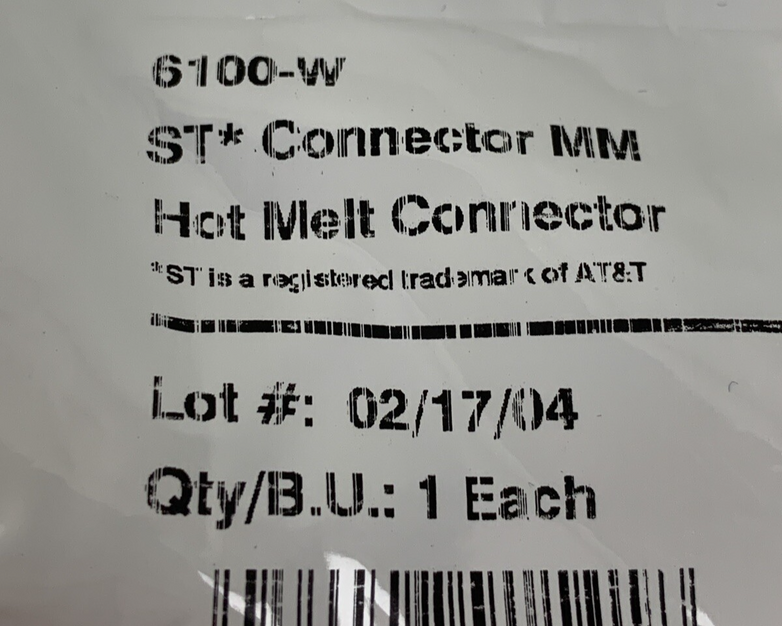 6100-W
ST* Connector MM
Hot Melt Connector
*ST is a registered trademark of AT&T
Lot #: 02/17/04
Qty/B.U.: 1 Each